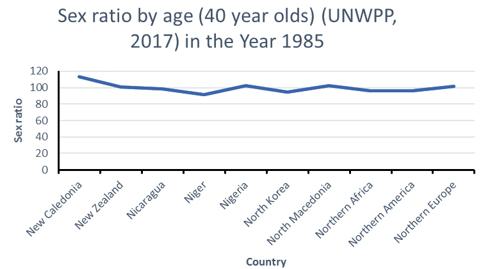 Sex ratio by age (40 year olds) (UNWPP,
2017) in the Year 1985
120
100
80
60
40
20
0
Sex ratio
New Caledonia
New Zealand
Nicaragua
Niger
Nigeria
North Korea
North Macedonia
Northern Africa
Northern America
Northern Europe
Country